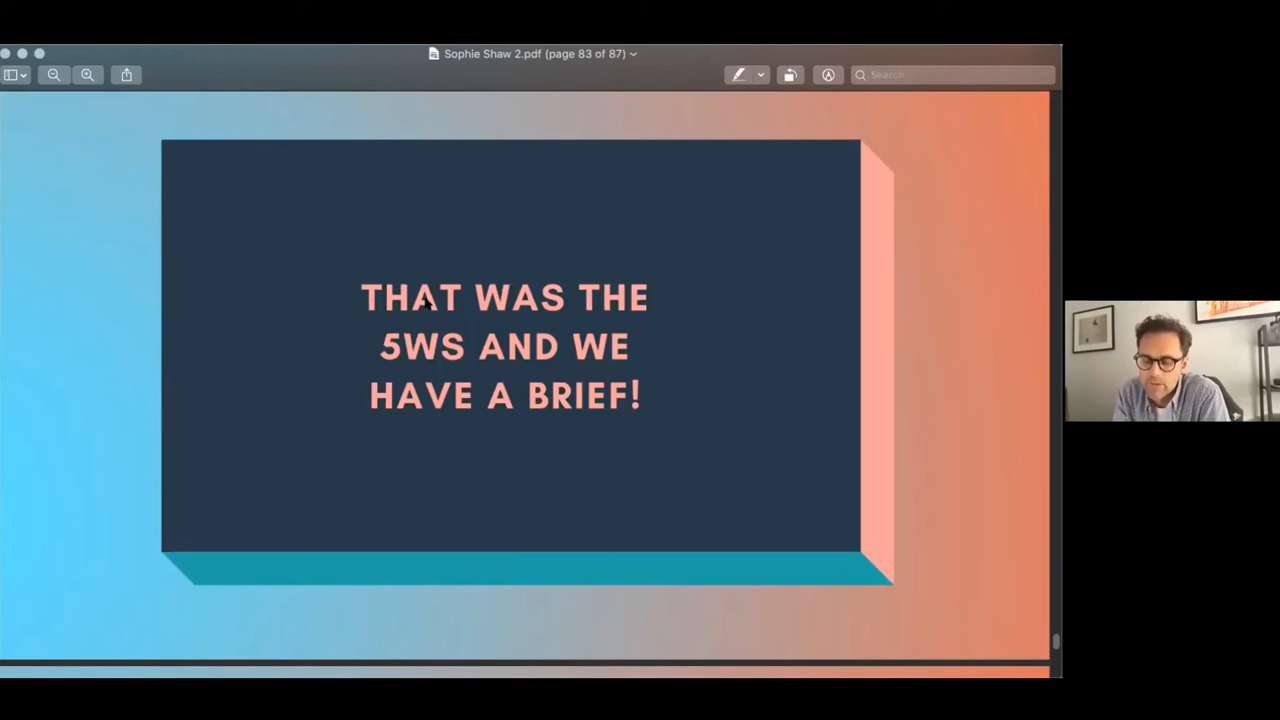 Sophie Shaw 2.pdf (page 83 of 87)
Search
THAT WAS THE
5WS AND WE
HAVE A BRIEF!